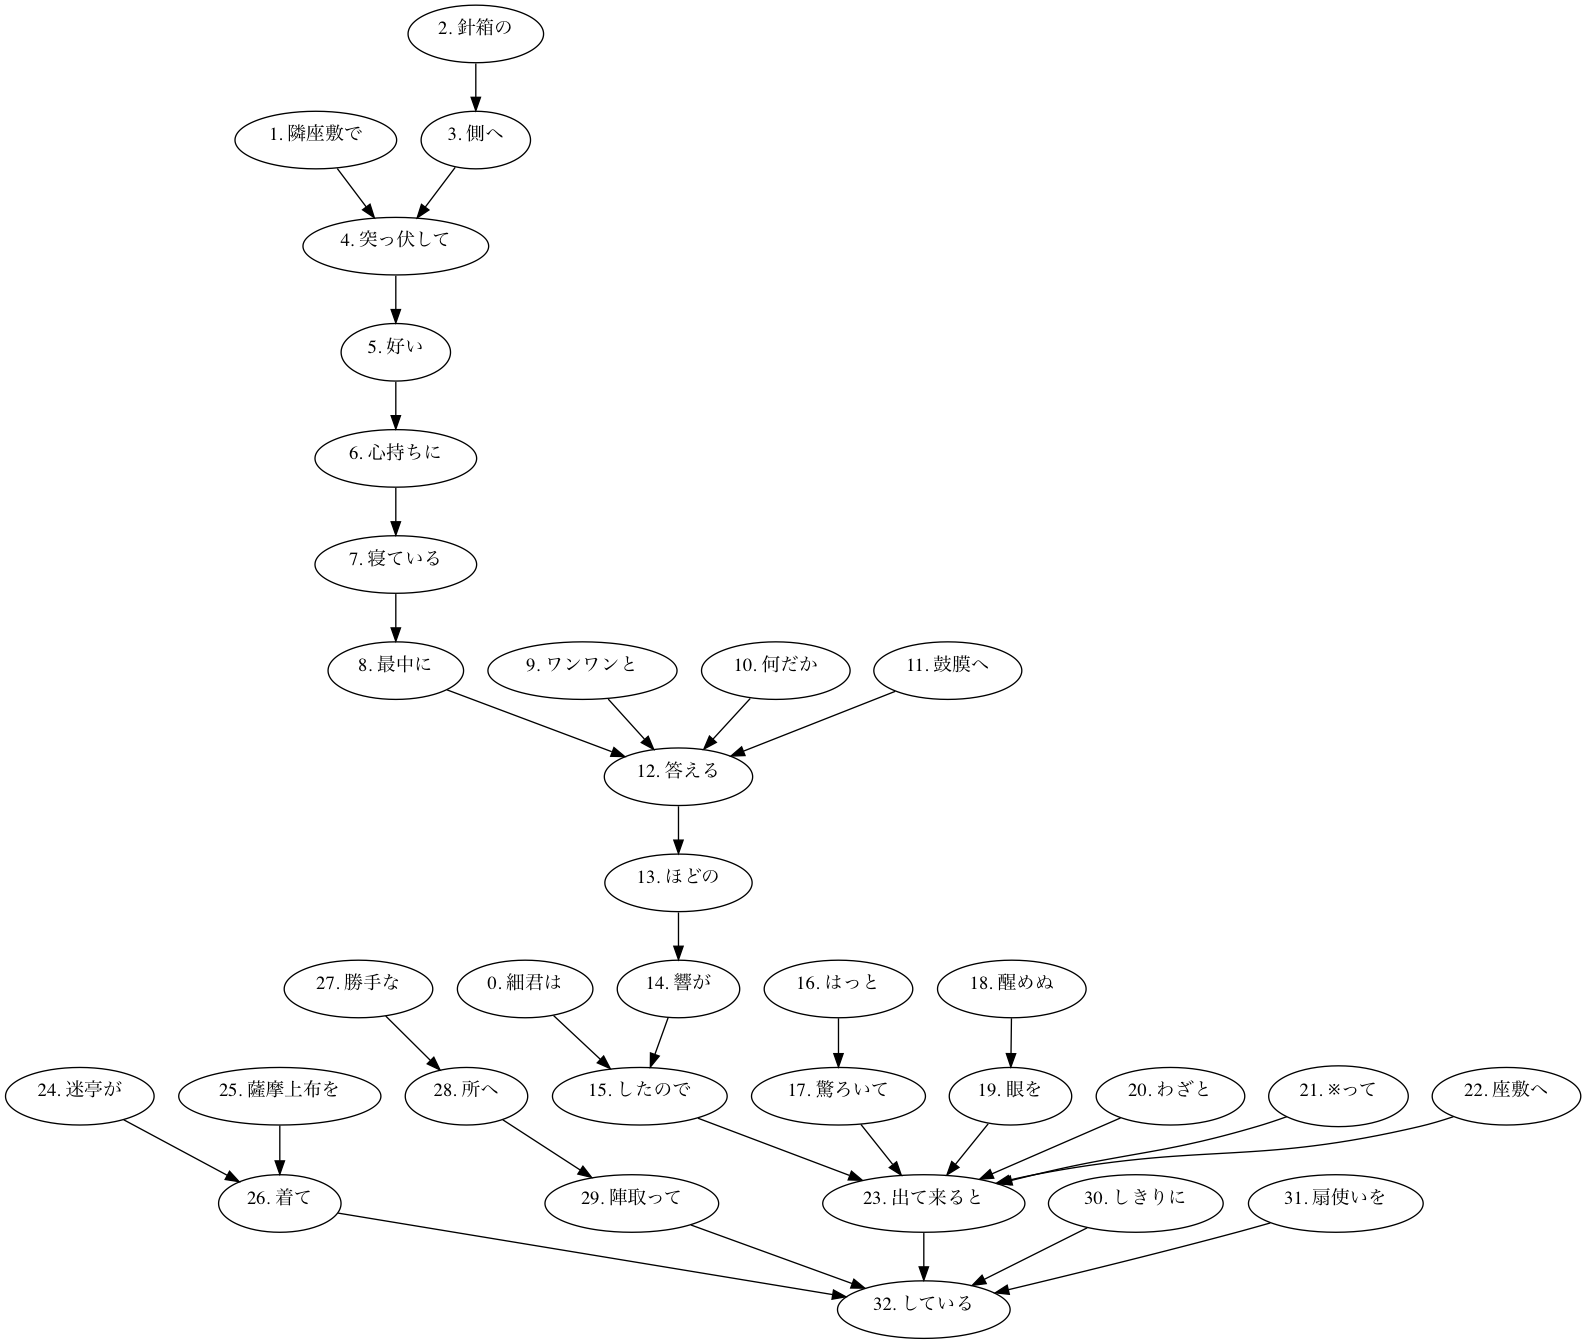 2. 針箱の
1. 隣座敷で
3. 側へ
4. 突っ伏して
5. 好い
6. 心持ちに
7. 寝ている
8. 最中に
9. ワンワンと
10. 何だか
11. 鼓膜へ
12. 答える
13. ほどの
27. 勝手な
0. 細君は
14. 響が
16. はっと
18. 醒めぬ
24. 迷亭が
25. 薩摩上布を
28. 所へ
15. したので
17. 驚ろいて
19. 眼を
20. わざと
21. ※って
22. 座敷へ
26. 着て
29. 陣取って
23. 出て来ると
30. しきりに
31. 扇使いを
32. している